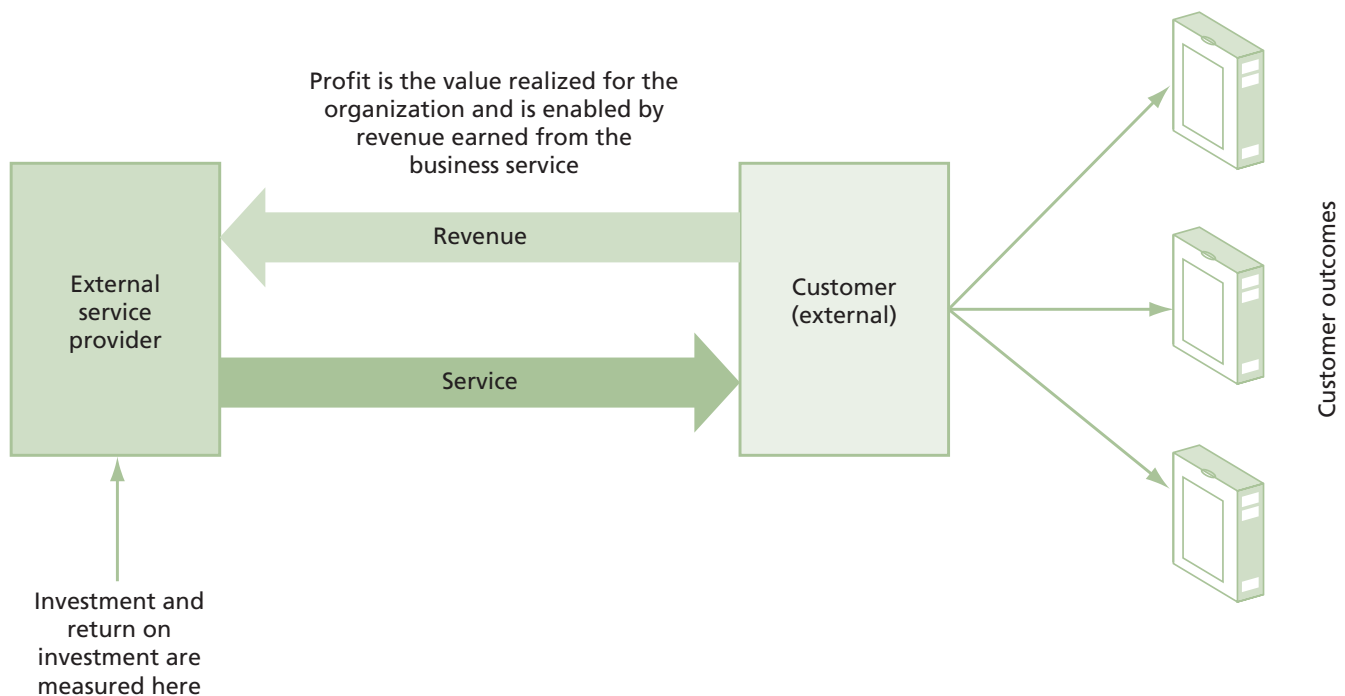 Profit is the value realized for the
organization and is enabled by
revenue earned from the
business service
Revenue
External
service
provider
Customer
(external)
Service
Customer outcomes
Investment and
return on
investment are
measured here